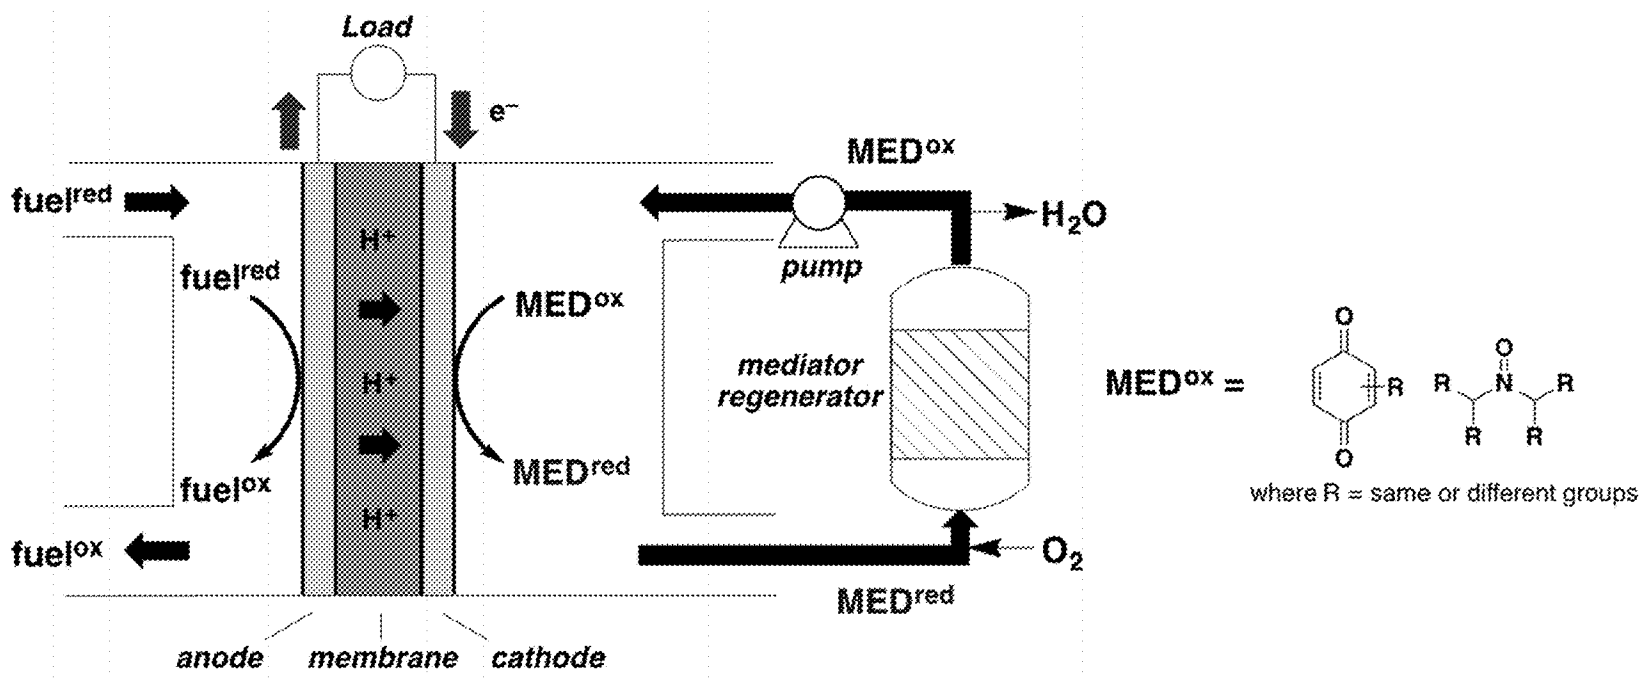 Load
e⁻
MED^ox
fuel^red
H₂O
H⁺
pump
fuel^red
MED^ox
mediator
regenerator
H⁺
MED^ox =
O
R
O
O
N
R
R
R
R
MED^red
fuel^ox
where R = same or different groups
H⁺
fuel^ox
O₂
MED^red
anode
membrane
cathode